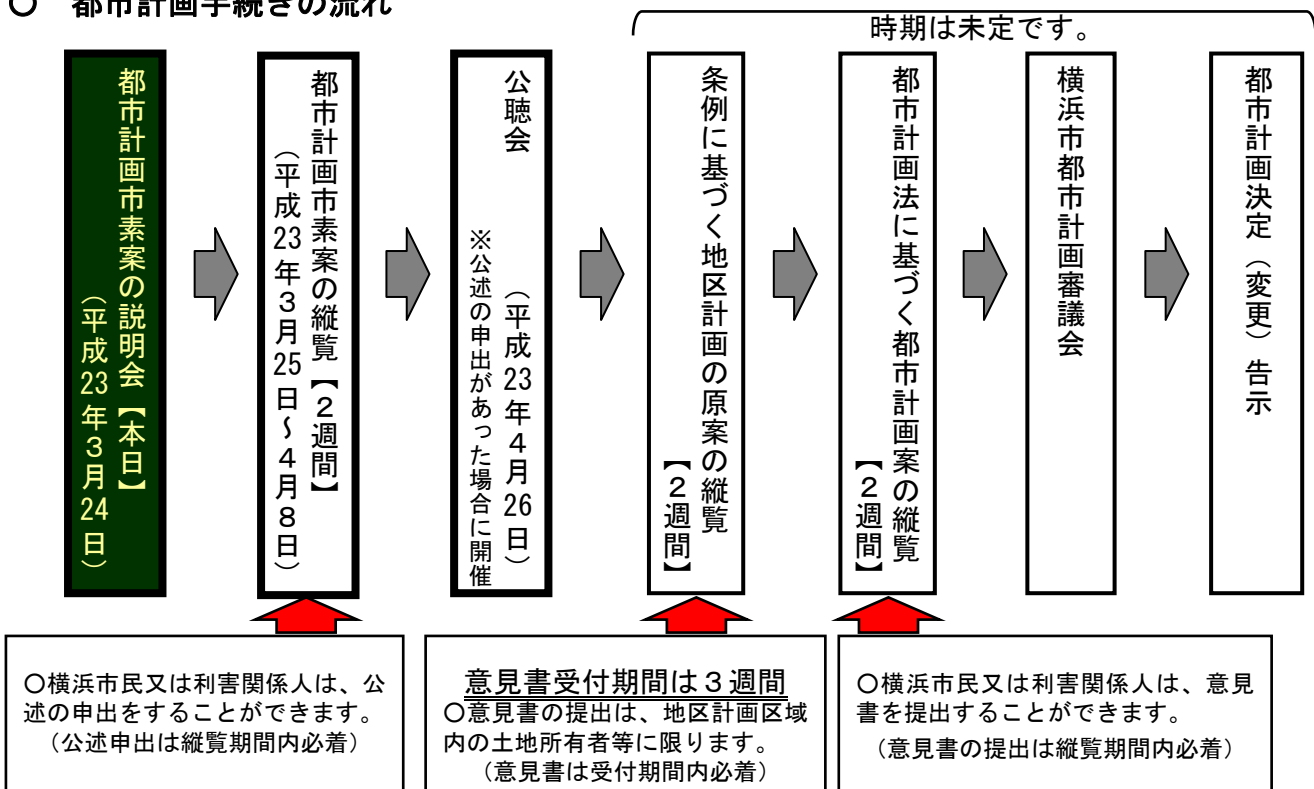 ○ 都市計画手続きの流れ
時期は未定です。
都市計画市素案の説明会【本日】
（平成23年３月24日）
都市計画市素案の縦覧【２週間】
（平成23年３月25日～４月８日）
公聴会 （平成23年４月26日）
※公述の申出があった場合に開催
条例に基づく地区計画の原案の縦覧
【２週間】
都市計画法に基づく都市計画案の縦覧
【２週間】
横浜市都市計画審議会
都市計画決定（変更）告示
○横浜市民又は利害関係人は、公
述の申出をすることができます。
（公述申出は縦覧期間内必着）
意見書受付期間は３週間
○意見書の提出は、地区計画区域
内の土地所有者等に限ります。
（意見書は受付期間内必着）
○横浜市民又は利害関係人は、意見
書を提出することができます。
（意見書の提出は縦覧期間内必着）